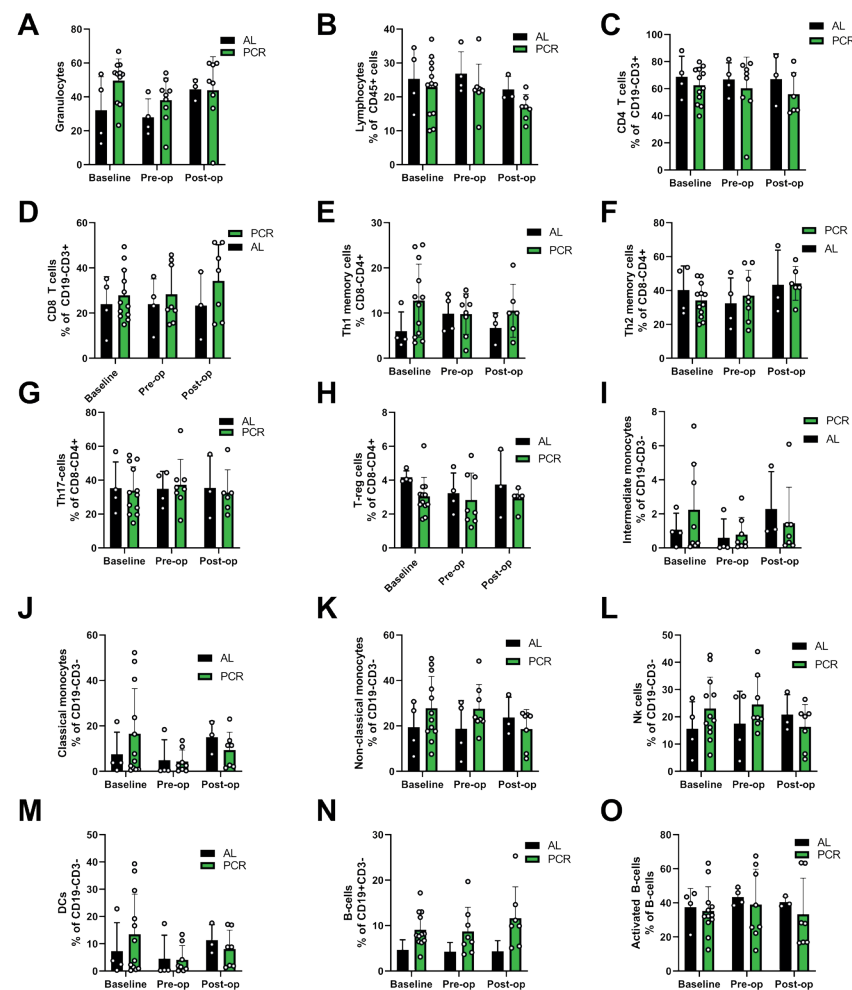 A
Granulocytes
80
60
40
20
0
Baseline Pre-op Post-op
AL
PCR
B
Lymphocytes
% of CD45+ cells
40
30
20
10
0
Baseline Pre-op Post-op
AL
PCR
C
CD4 T cells
% of CD19-CD3+
100
80
60
40
20
0
Baseline Pre-op Post-op
AL
PCR
D
CD8 T cells
% of CD19-CD3+
60
40
20
0
Baseline Pre-op Post-op
PCR
AL
E
Th1 memory cells
% of CD8-CD4+
30
20
10
0
Baseline Pre-op Post-op
AL
PCR
F
Th2 memory cells
% of CD8-CD4+
80
60
40
20
0
Baseline Pre-op Post-op
PCR
AL
G
Th17-cells
% of CD8-CD4+
80
60
40
20
0
Baseline Pre-op Post-op
AL
PCR
H
T-reg cells
% of CD8-CD4+
10
8
6
4
2
0
Baseline Pre-op Post-op
AL
PCR
I
Intermediate monocytes
% of CD19-CD3-
8
6
4
2
0
Baseline Pre-op Post-op
PCR
AL
J
Classical monocytes
% of CD19-CD3-
60
40
20
0
Baseline Pre-op Post-op
AL
PCR
K
Non-classical monocytes
% of CD19-CD3-
60
40
20
0
Baseline Pre-op Post-op
AL
PCR
L
Nk cells
% of CD19-CD3-
50
40
30
20
10
0
Baseline Pre-op Post-op
AL
PCR
M
DCs
% of CD19-CD3-
50
40
30
20
10
0
Baseline Pre-op Post-op
AL
PCR
N
B-cells
% of CD19+CD3-
30
20
10
0
Baseline Pre-op Post-op
AL
PCR
O
Activated B-cells
% of B-cells
80
60
40
20
0
Baseline Pre-op Post-op
AL
PCR